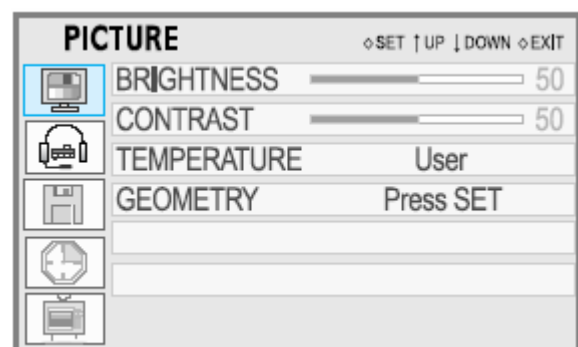 PICTURE ◇SET ↑UP ↓DOWN ◇EXIT
BRIGHTNESS 50
CONTRAST 50
TEMPERATURE User
GEOMETRY Press SET